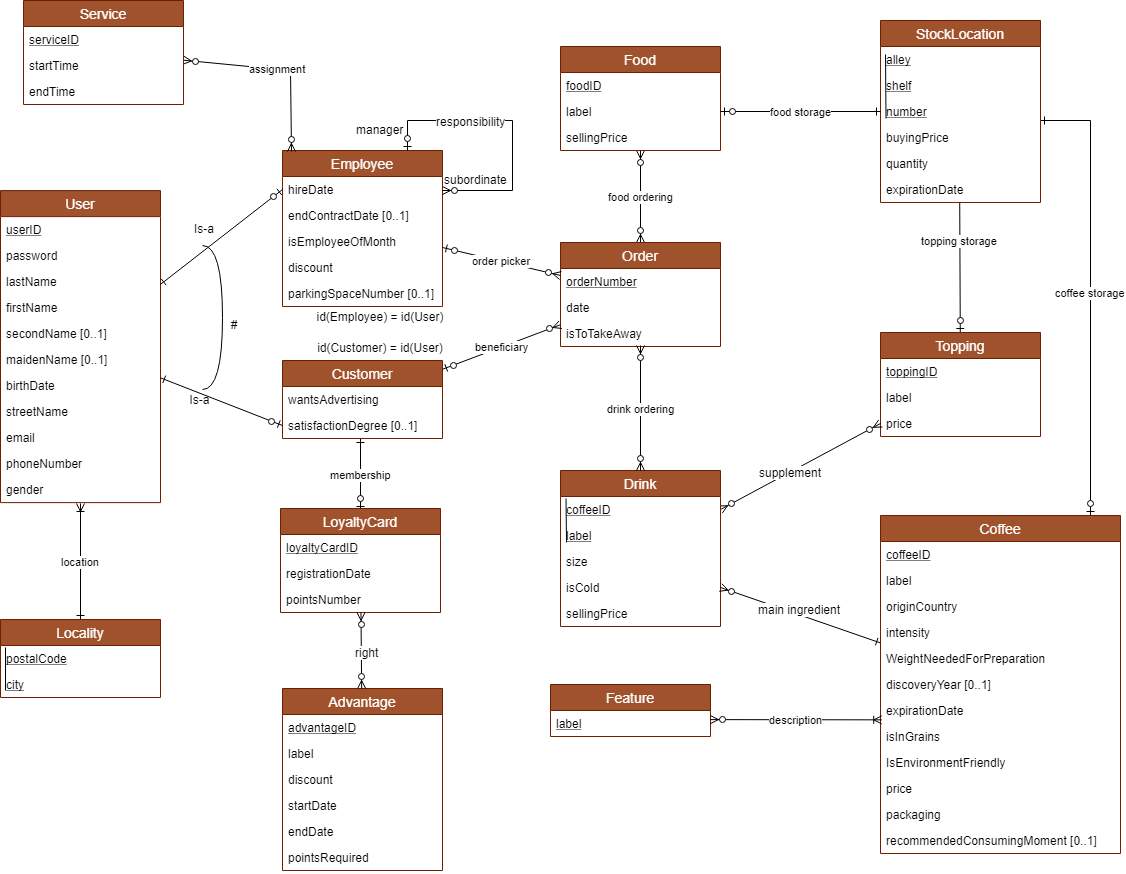 Service
serviceID
startTime
endTime
assignment
manager
responsibility
subordinate
Employee
hireDate
endContractDate [0..1]
isEmployeeOfMonth
discount
parkingSpaceNumber [0..1]
id(Employee) = id(User)
User
userID
password
lastName
firstName
secondName [0..1]
maidenName [0..1]
birthDate
streetName
email
phoneNumber
gender
Is-a
#
Is-a
id(Customer) = id(User)
Customer
wantsAdvertising
satisfactionDegree [0..1]
membership
LoyaltyCard
loyaltyCardID
registrationDate
pointsNumber
right
Advantage
advantageID
label
discount
startDate
endDate
pointsRequired
location
Locality
postalCode
city
Food
foodID
label
sellingPrice
food storage
food ordering
order picker
beneficiary
Order
orderNumber
date
isToTakeAway
drink ordering
Drink
coffeeID
label
size
isCold
sellingPrice
supplement
main ingredient
Feature
label
description
StockLocation
alley
shelf
number
buyingPrice
quantity
expirationDate
topping storage
coffee storage
Topping
toppingID
label
price
Coffee
coffeeID
label
originCountry
intensity
WeightNeededForPreparation
discoveryYear [0..1]
expirationDate
isInGrains
IsEnvironmentFriendly
price
packaging
recommendedConsumingMoment [0..1]